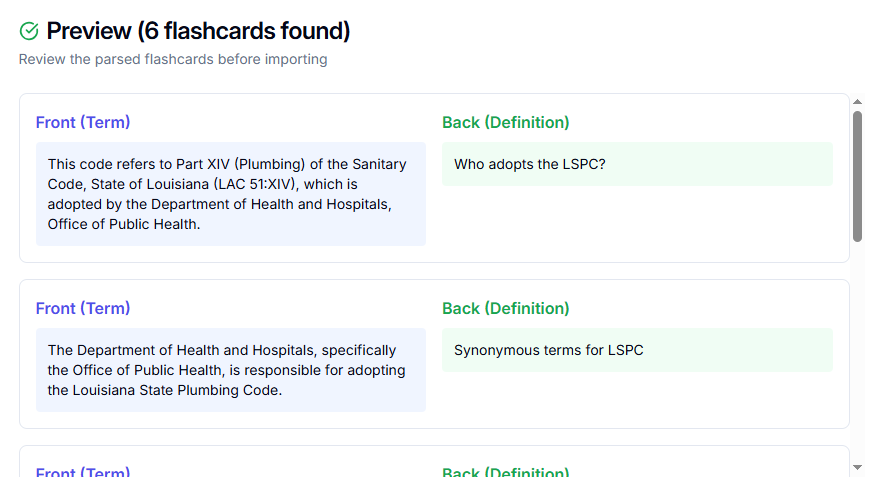 Preview (6 flashcards found)
Review the parsed flashcards before importing
Front (Term)
This code refers to Part XIV (Plumbing) of the Sanitary
Code, State of Louisiana (LAC 51:XIV), which is
adopted by the Department of Health and Hospitals,
Office of Public Health.
Back (Definition)
Who adopts the LSPC?
Front (Term)
The Department of Health and Hospitals, specifically
the Office of Public Health, is responsible for adopting
the Louisiana State Plumbing Code.
Back (Definition)
Synonymous terms for LSPC
Front (Term)
Back (Definition)